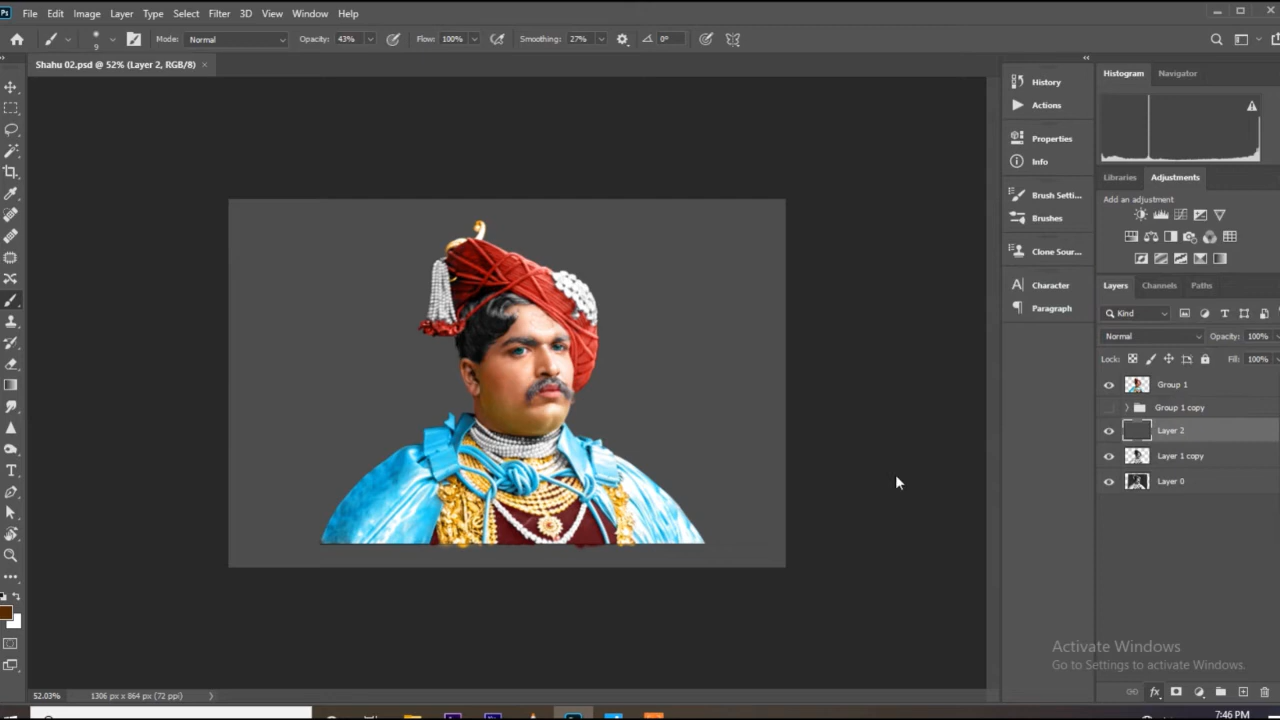 Ps File Edit Image Layer Type Select Filter 3D View Window Help
9 Mode: Normal Opacity: 43% Flow: 100% Smoothing: 27% 0°
Shahu 02.psd @ 52% (Layer 2, RGB/8) ×
History
Actions
Properties
Info
Brush Setti...
Brushes
Clone Sour...
Character
Paragraph
Histogram Navigator
Libraries Adjustments
Add an adjustment
Layers Channels Paths
Kind
Normal Opacity: 100%
Lock: Fill: 100%
Group 1
Group 1 copy
Layer 2
Layer 1 copy
Layer 0
Activate Windows
Go to Settings to activate Windows.
52.03% 1306 px x 864 px (72 ppi)
7:46 PM